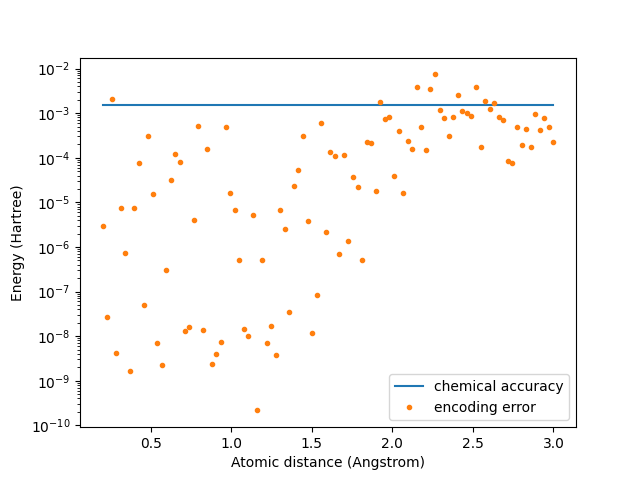 10⁻²
10⁻³
10⁻⁴
10⁻⁵
10⁻⁶
10⁻⁷
10⁻⁸
10⁻⁹
10⁻¹⁰
Energy (Hartree)
chemical accuracy
encoding error
0.5 1.0 1.5 2.0 2.5 3.0
Atomic distance (Angstrom)